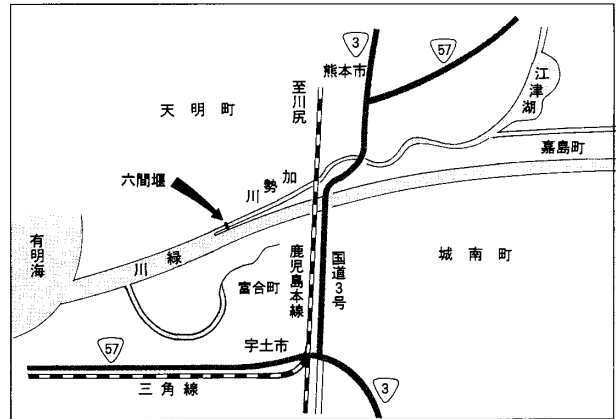 3
57
熊本市
江津湖
至川尻
天明町
嘉島町
六間堰
加勢川
有明海
緑川
鹿児島本線
国道3号
城南町
富合町
57
宇土市
三角線
3